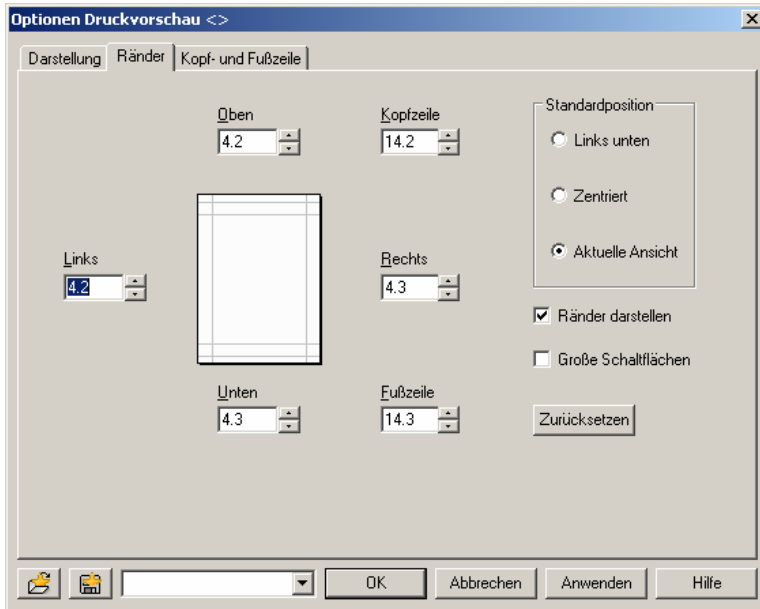 Optionen Druckvorschau <>
Darstellung Ränder Kopf- und Fußzeile
Oben Kopfzeile Standardposition
4.2 14.2 Links unten
Zentriert
Links Rechts Aktuelle Ansicht
4.2 4.3
Ränder darstellen
Große Schaltflächen
Unten Fußzeile
4.3 14.3 Zurücksetzen
OK Abbrechen Anwenden Hilfe